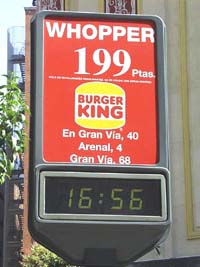 WHOPPER
199 Ptas.
BURGER
KING
En Gran Vía, 40
Arenal, 4
Gran Vía, 68
16:56